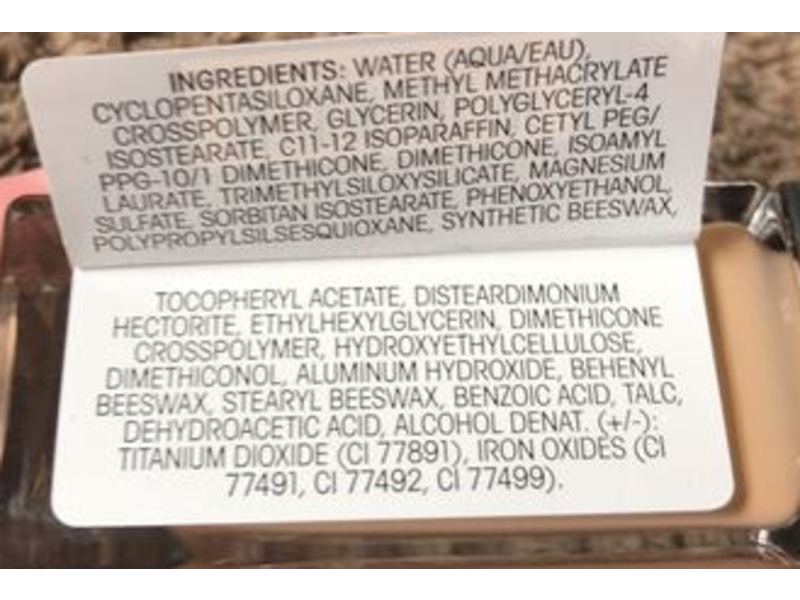 INGREDIENTS: WATER (AQUA/EAU),
CYCLOPENTASILOXANE, METHYL METHACRYLATE
CROSSPOLYMER, GLYCERIN, POLYGLYCERYL-4
ISOSTEARATE, C11-12 ISOPARAFFIN, CETYL PEG/
PPG-10/1 DIMETHICONE, DIMETHICONE, ISOAMYL
LAURATE, TRIMETHYLSILOXYSILICATE, MAGNESIUM
SULFATE, SORBITAN ISOSTEARATE, PHENOXYETHANOL,
POLYPROPYLSILSESQUIOXANE, SYNTHETIC BEESWAX,
TOCOPHERYL ACETATE, DISTEARDIMONIUM
HECTORITE, ETHYLHEXYLGLYCERIN, DIMETHICONE
CROSSPOLYMER, HYDROXYETHYLCELLULOSE,
DIMETHICONOL, ALUMINUM HYDROXIDE, BEHENYL
BEESWAX, STEARYL BEESWAX, BENZOIC ACID, TALC,
DEHYDROACETIC ACID, ALCOHOL DENAT. (+/-):
TITANIUM DIOXIDE (CI 77891), IRON OXIDES (CI
77491, CI 77492, CI 77499).